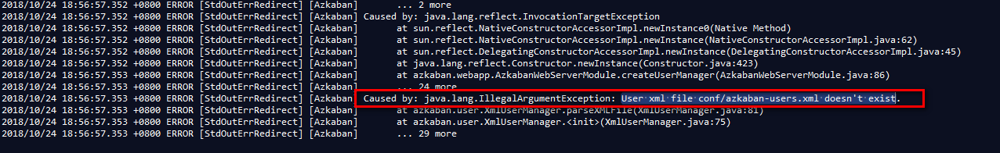 2018/10/24 18:56:57.352 +0800 ERROR [StdOutErrRedirect] [Azkaban] ... 2 more
2018/10/24 18:56:57.352 +0800 ERROR [StdOutErrRedirect] [Azkaban] Caused by: java.lang.reflect.InvocationTargetException
2018/10/24 18:56:57.352 +0800 ERROR [StdOutErrRedirect] [Azkaban] at sun.reflect.NativeConstructorAccessorImpl.newInstance0(Native Method)
2018/10/24 18:56:57.352 +0800 ERROR [StdOutErrRedirect] [Azkaban] at sun.reflect.NativeConstructorAccessorImpl.newInstance(NativeConstructorAccessorImpl.java:62)
2018/10/24 18:56:57.352 +0800 ERROR [StdOutErrRedirect] [Azkaban] at sun.reflect.DelegatingConstructorAccessorImpl.newInstance(DelegatingConstructorAccessorImpl.java:45)
2018/10/24 18:56:57.352 +0800 ERROR [StdOutErrRedirect] [Azkaban] at java.lang.reflect.Constructor.newInstance(Constructor.java:423)
2018/10/24 18:56:57.353 +0800 ERROR [StdOutErrRedirect] [Azkaban] at azkaban.webapp.AzkabanWebServerModule.createUserManager(AzkabanWebServerModule.java:86)
2018/10/24 18:56:57.353 +0800 ERROR [StdOutErrRedirect] [Azkaban] ... 24 more
2018/10/24 18:56:57.353 +0800 ERROR [StdOutErrRedirect] [Azkaban] Caused by: java.lang.IllegalArgumentException: User xml file conf/azkaban-users.xml doesn't exist.
2018/10/24 18:56:57.353 +0800 ERROR [StdOutErrRedirect] [Azkaban] at azkaban.user.XmlUserManager.parseXMLFile(XmlUserManager.java:81)
2018/10/24 18:56:57.353 +0800 ERROR [StdOutErrRedirect] [Azkaban] at azkaban.user.XmlUserManager.<init>(XmlUserManager.java:75)
2018/10/24 18:56:57.353 +0800 ERROR [StdOutErrRedirect] [Azkaban] ... 29 more